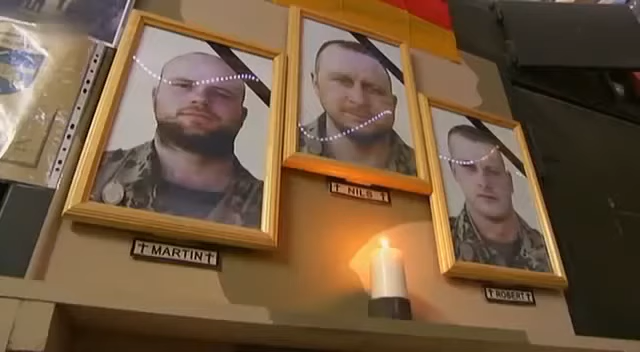 † MARTIN †
† NILS †
† ROBERT †